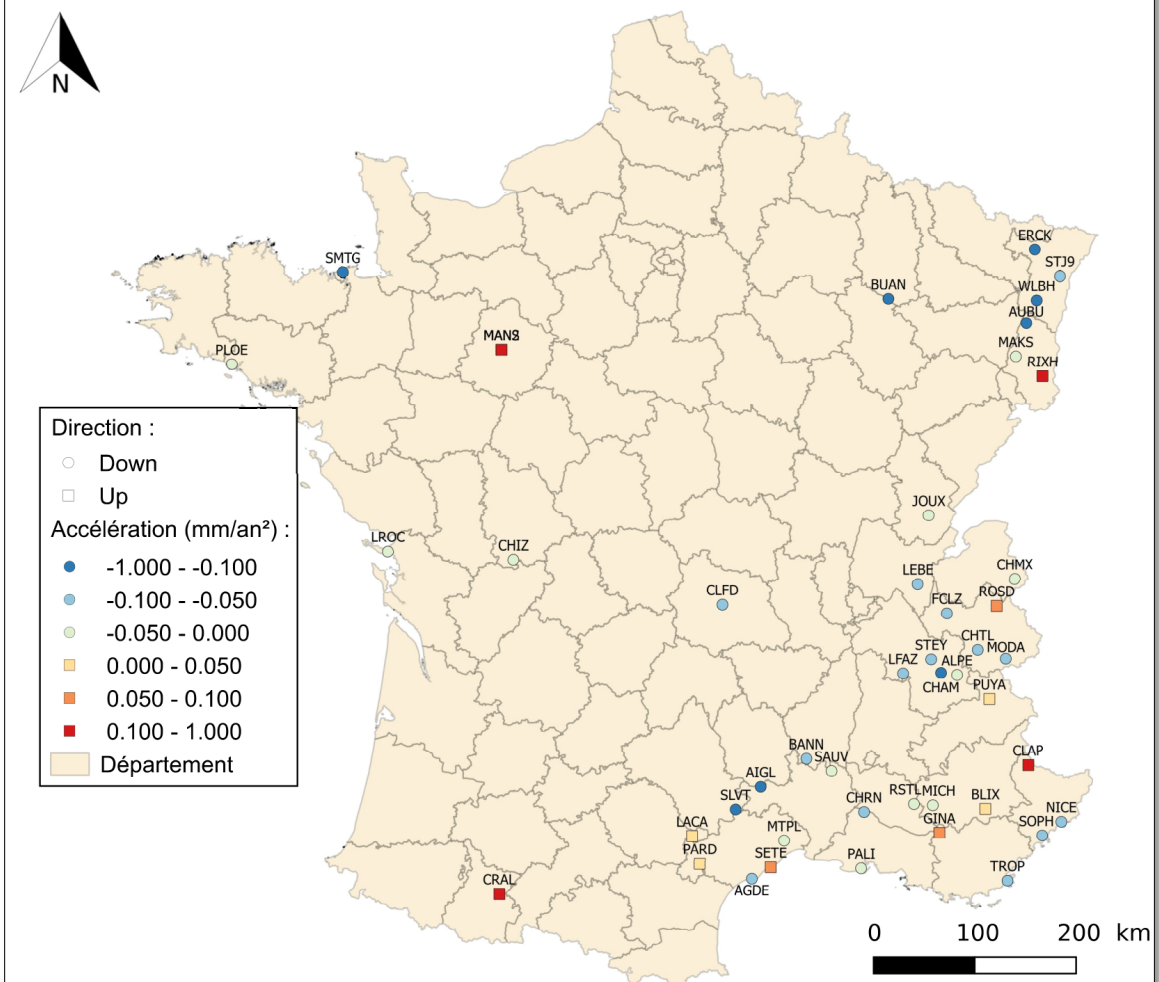 N
ERCK
STJ9
SMTG
BUAN
WLBH
AUBU
MAKS
PLOE
RIXH
Direction :
Down
Up
Accélération (mm/an²) :
-1.000 - -0.100
-0.100 - -0.050
-0.050 - 0.000
0.000 - 0.050
0.050 - 0.100
0.100 - 1.000
Département
JOUX
LROC
CHIZ
CHMX
LEBE
CLFD
ROSD
FCLZ
CHTL
STEY
MODA
LFAZ
ALPE
CHAM
PUYA
BANN
SAUV
CLAP
AIGL
RSTL
MICH
BLIX
SLVT
CHRN
NICE
LACA
GINA
SOPH
MTPL
PARD
SETE
PALI
TROP
CRAL
AGDE
0 100 200 km